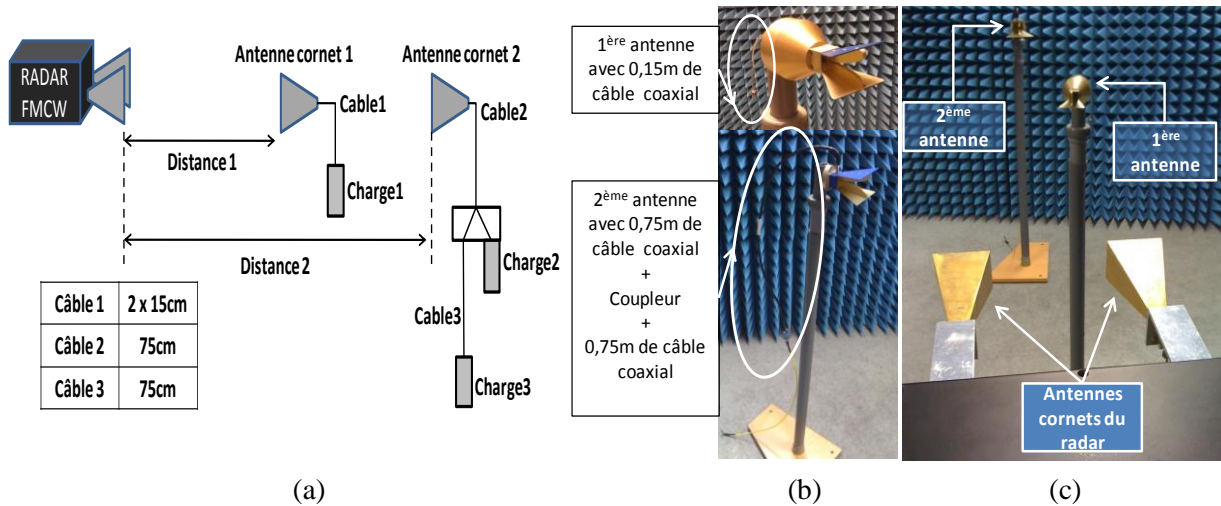 RADAR
FMCW
Antenne cornet 1
Antenne cornet 2
Cable1
Cable2
Distance 1
Charge1
Distance 2
Charge2
Cable3
Charge3
Câble 1 2 x 15cm
Câble 2 75cm
Câble 3 75cm
(a)
1ère antenne
avec 0,15m de
câble coaxial
2ème antenne
avec 0,75m de
câble coaxial
+
Coupleur
+
0,75m de câble
coaxial
(b)
2ème
antenne
1ère
antenne
Antennes
cornets du
radar
(c)